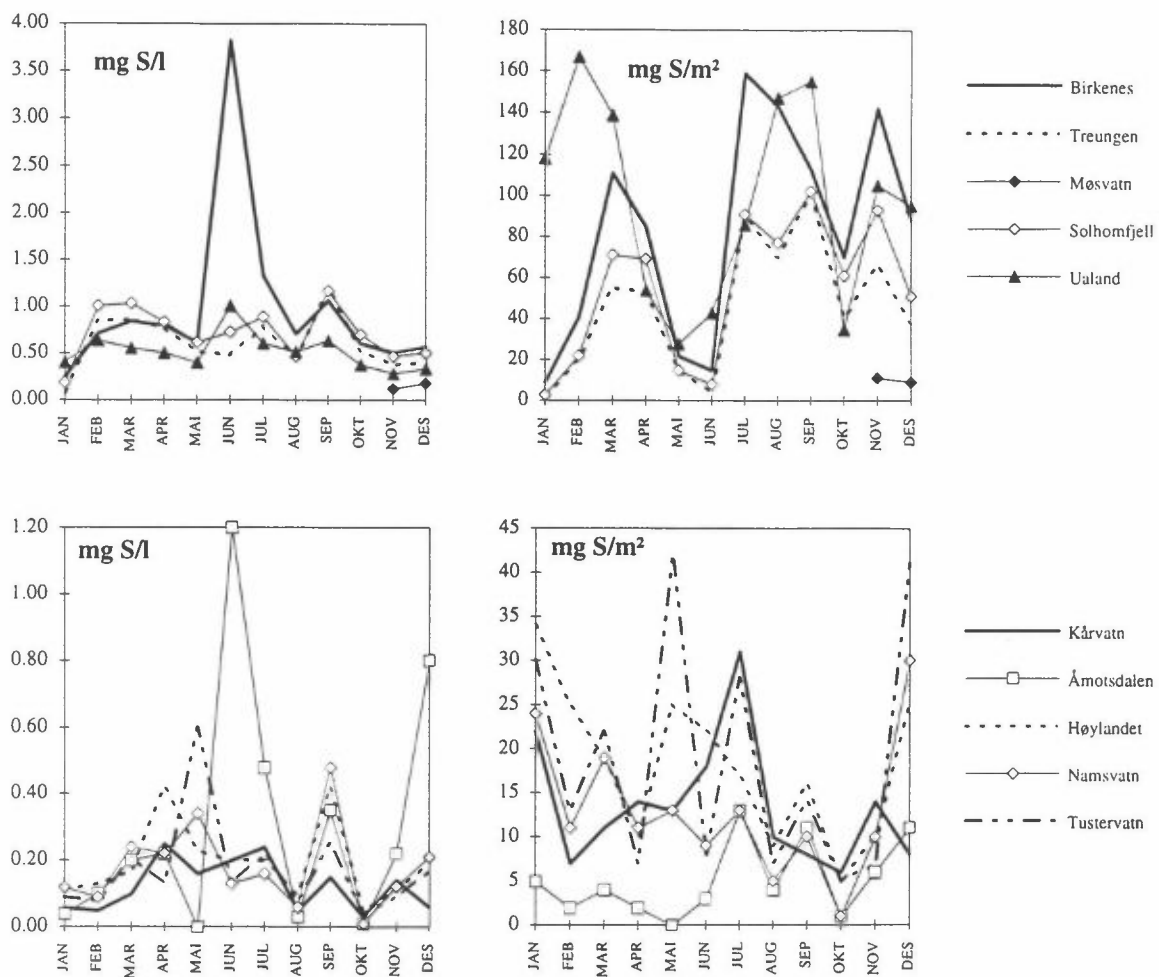 mg S/l
4.00
3.50
3.00
2.50
2.00
1.50
1.00
0.50
0.00
JAN FEB MAR APR MAI JUN JUL AUG SEP OKT NOV DES
mg S/m²
180
160
140
120
100
80
60
40
20
0
JAN FEB MAR APR MAI JUN JUL AUG SEP OKT NOV DES
Birkenes
Treungen
Møsvatn
Solhomfjell
Ualand
mg S/l
1.20
1.00
0.80
0.60
0.40
0.20
0.00
JAN FEB MAR APR MAI JUN JUL AUG SEP OKT NOV DES
mg S/m²
45
40
35
30
25
20
15
10
5
0
JAN FEB MAR APR MAI JUN JUL AUG SEP OKT NOV DES
Kårvatn
Åmotsdalen
Høylandet
Namsvatn
Tustervatn